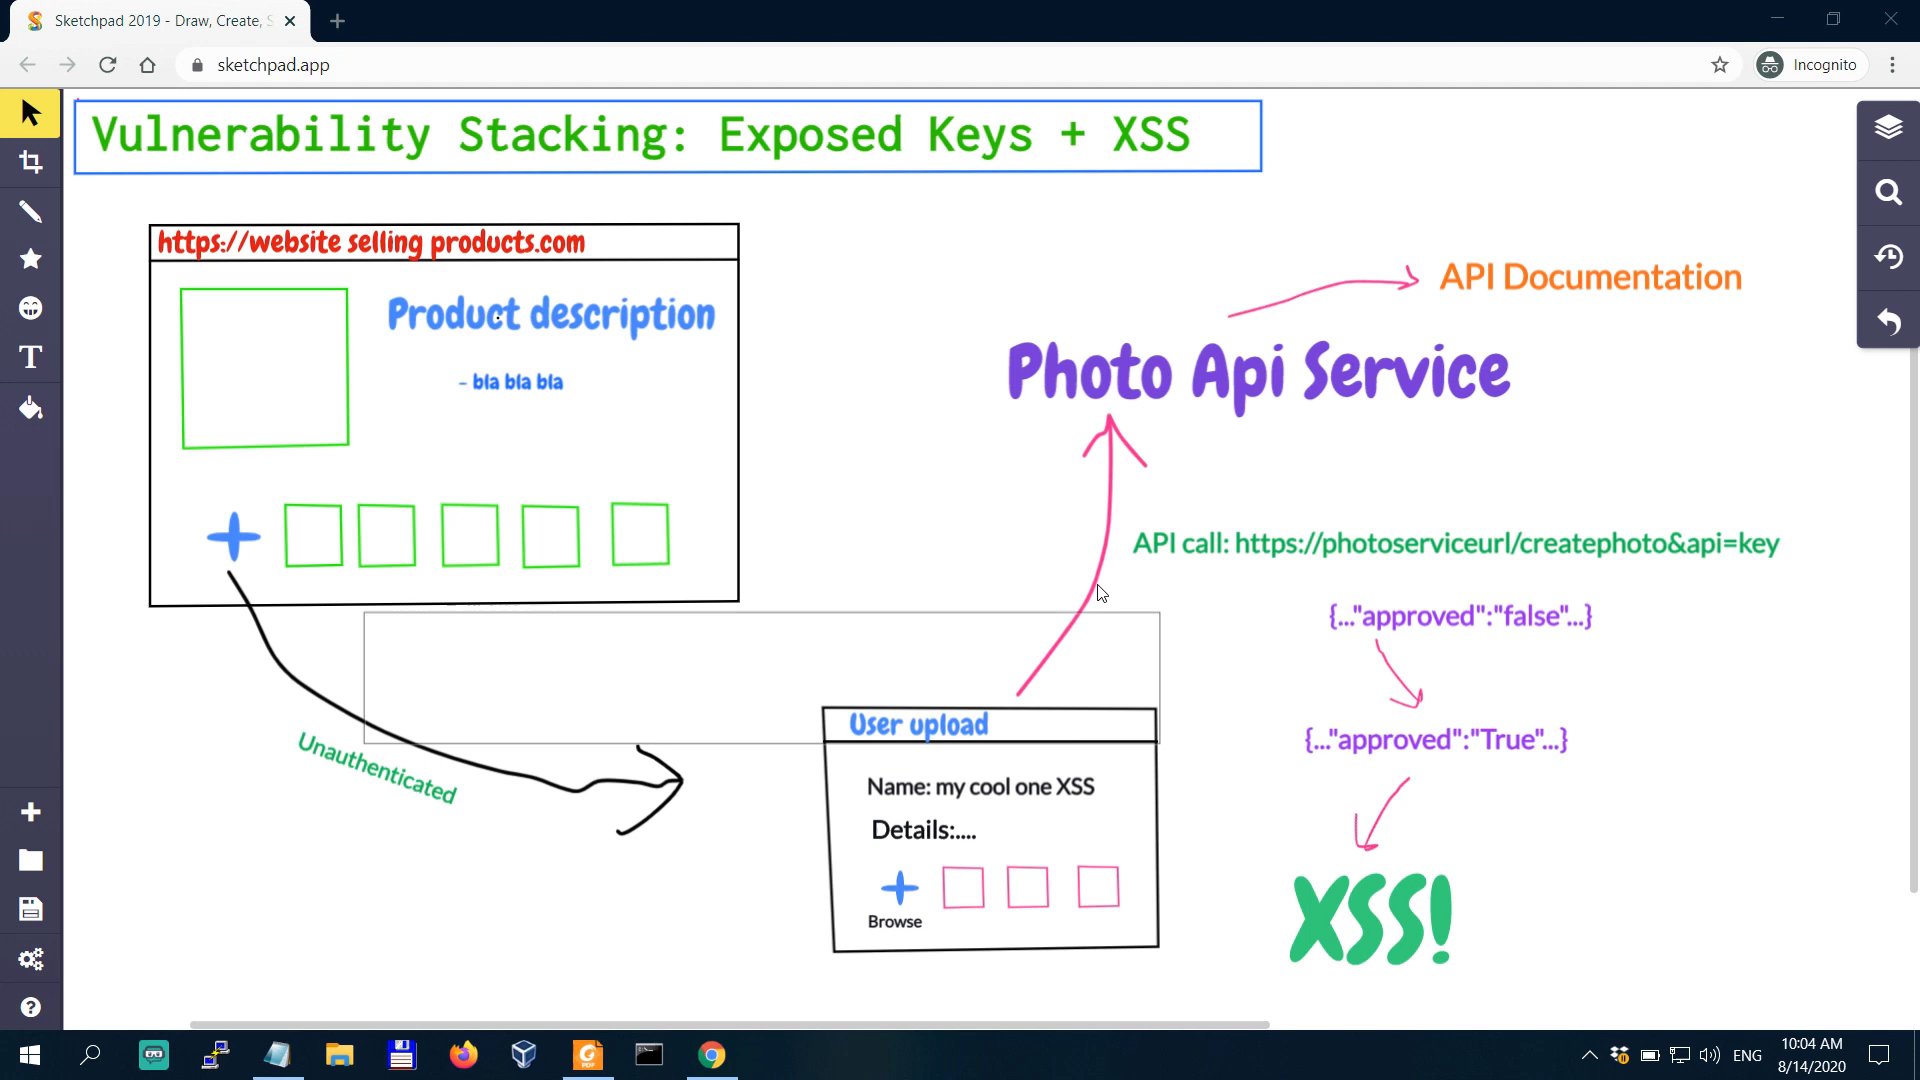 Sketchpad 2019 - Draw, Create, S
sketchpad.app
Incognito
Vulnerability Stacking: Exposed Keys + XSS
https://website selling products.com
Product description
- bla bla bla
API Documentation
Photo Api Service
API call: https://photoserviceurl/createphoto&api=key
{..."approved":"false"...}
{..."approved":"True"...}
XSS!
Unauthenticated
User upload
Name: my cool one XSS
Details:....
Browse
T
PDF
ENG
10:04 AM
8/14/2020